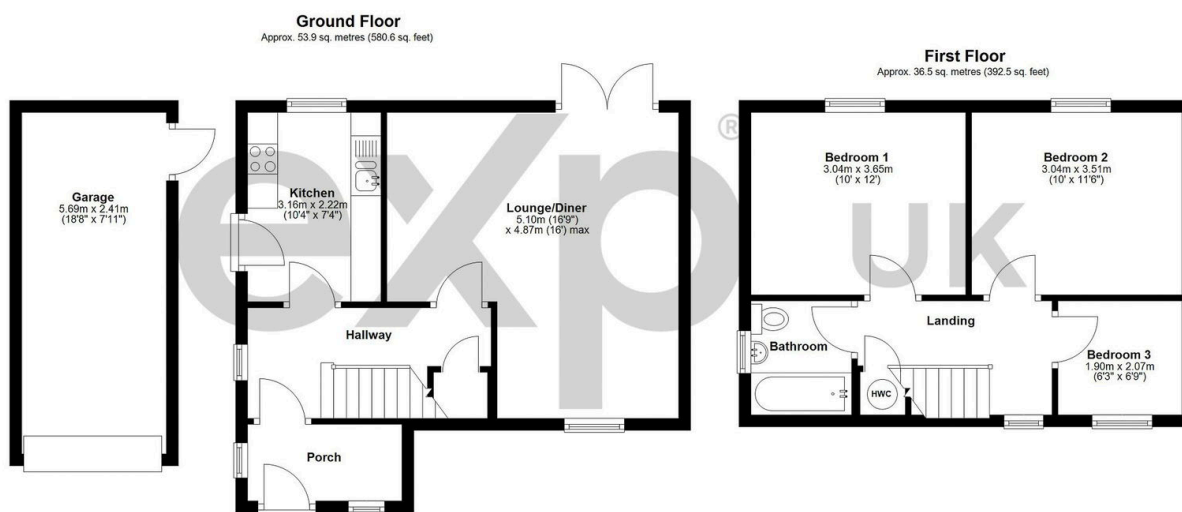 Ground Floor
Approx. 53.9 sq. metres (580.6 sq. feet)
First Floor
Approx. 36.5 sq. metres (392.5 sq. feet)
Garage
5.69m x 2.41m
(18'8" x 7'11")
Kitchen
3.16m x 2.22m
(10'4" x 7'4")
Lounge/Diner
5.10m (16'9")
x 4.87m (16') max
Hallway
Porch
Bedroom 1
3.04m x 3.65m
(10' x 12')
Bedroom 2
3.04m x 3.51m
(10' x 11'6")
Landing
Bathroom
HWC
Bedroom 3
1.90m x 2.07m
(6'3" x 6'9")
exp®
UK